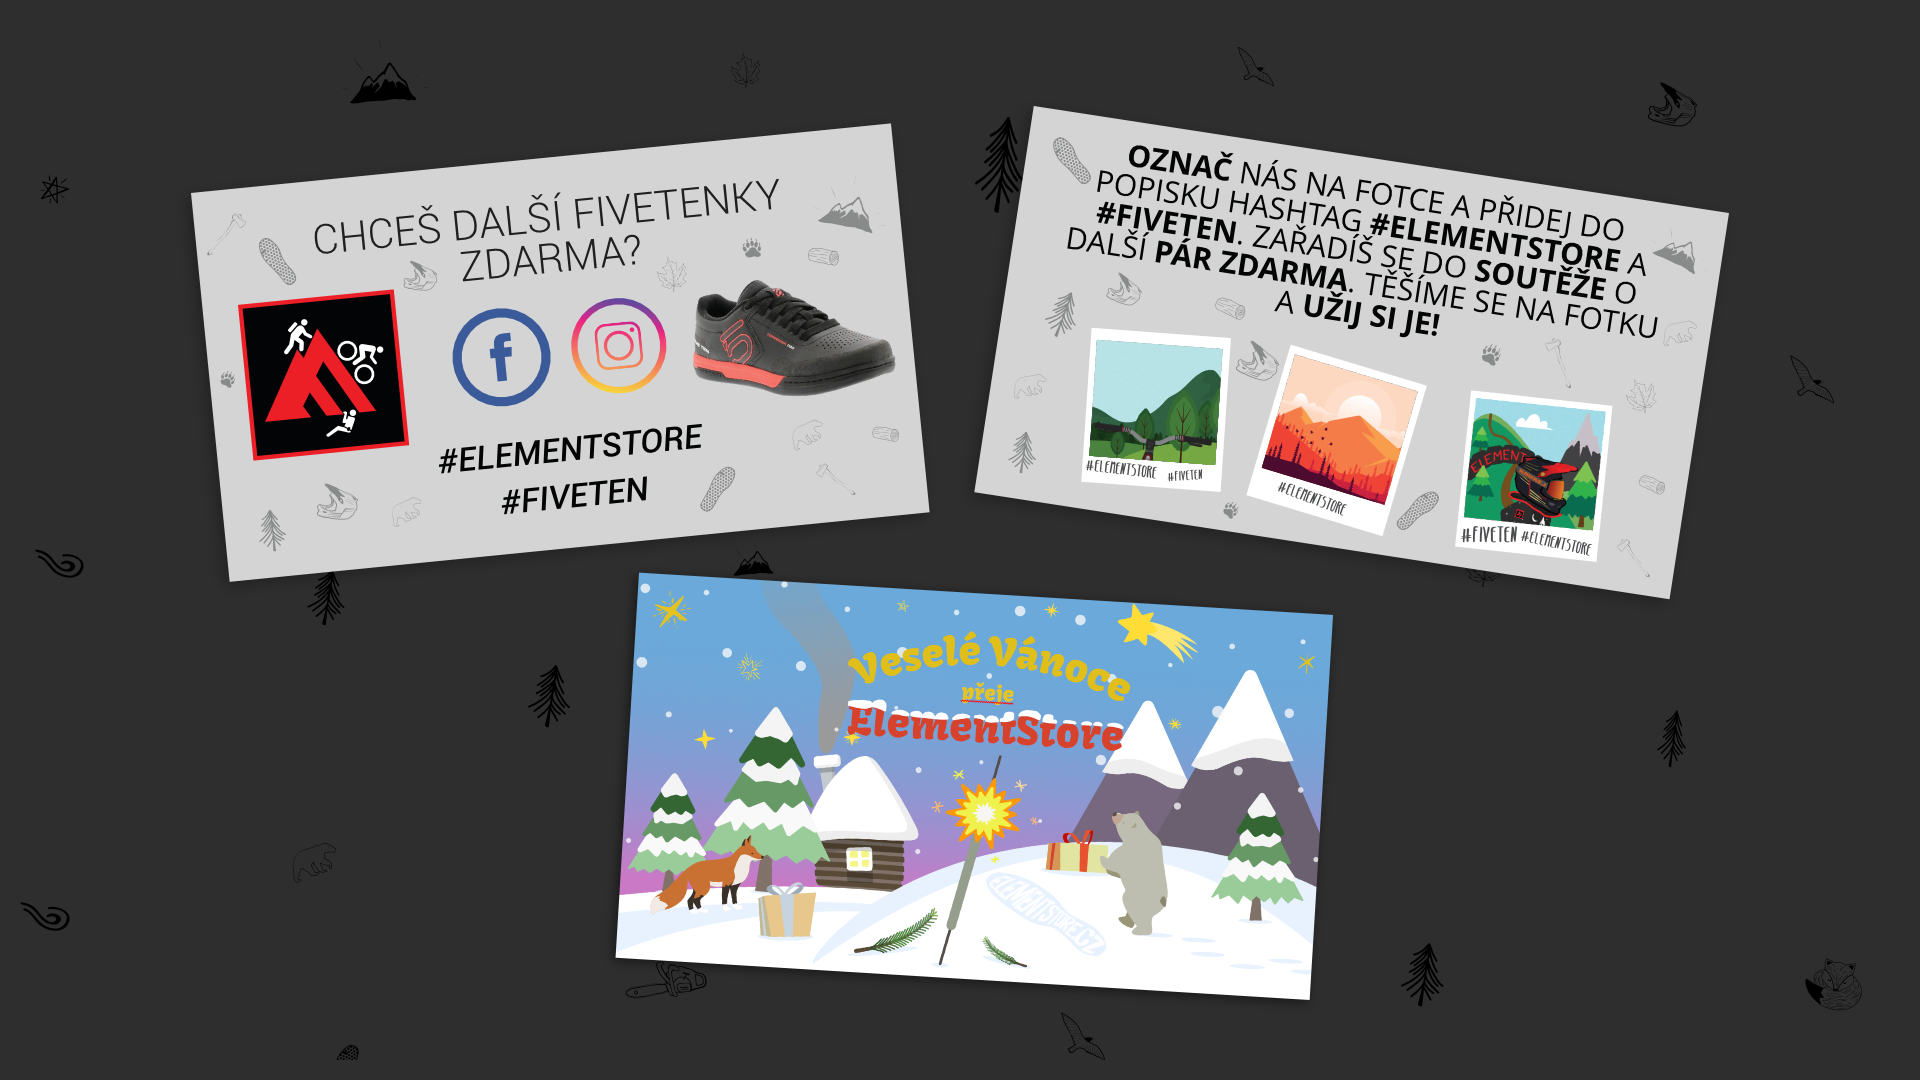 CHCEŠ DALŠÍ FIVETENKY
ZDARMA?
#ELEMENTSTORE
#FIVETEN
OZNAČ NÁS NA FOTCE A PŘIDEJ DO
POPISKU HASHTAG #ELEMENTSTORE A
#FIVETEN. ZAŘADÍŠ SE DO SOUTĚŽE O
DALŠÍ PÁR ZDARMA. TĚŠÍME SE NA FOTKU
A UŽIJ SI JE!
#ELEMENTSTORE #FIVETEN
#ELEMENTSTORE
ELEMENT
#FIVETEN #ELEMENTSTORE
Veselé Vánoce
přeje
ElementStore
ELEMENTSTORE.CZ